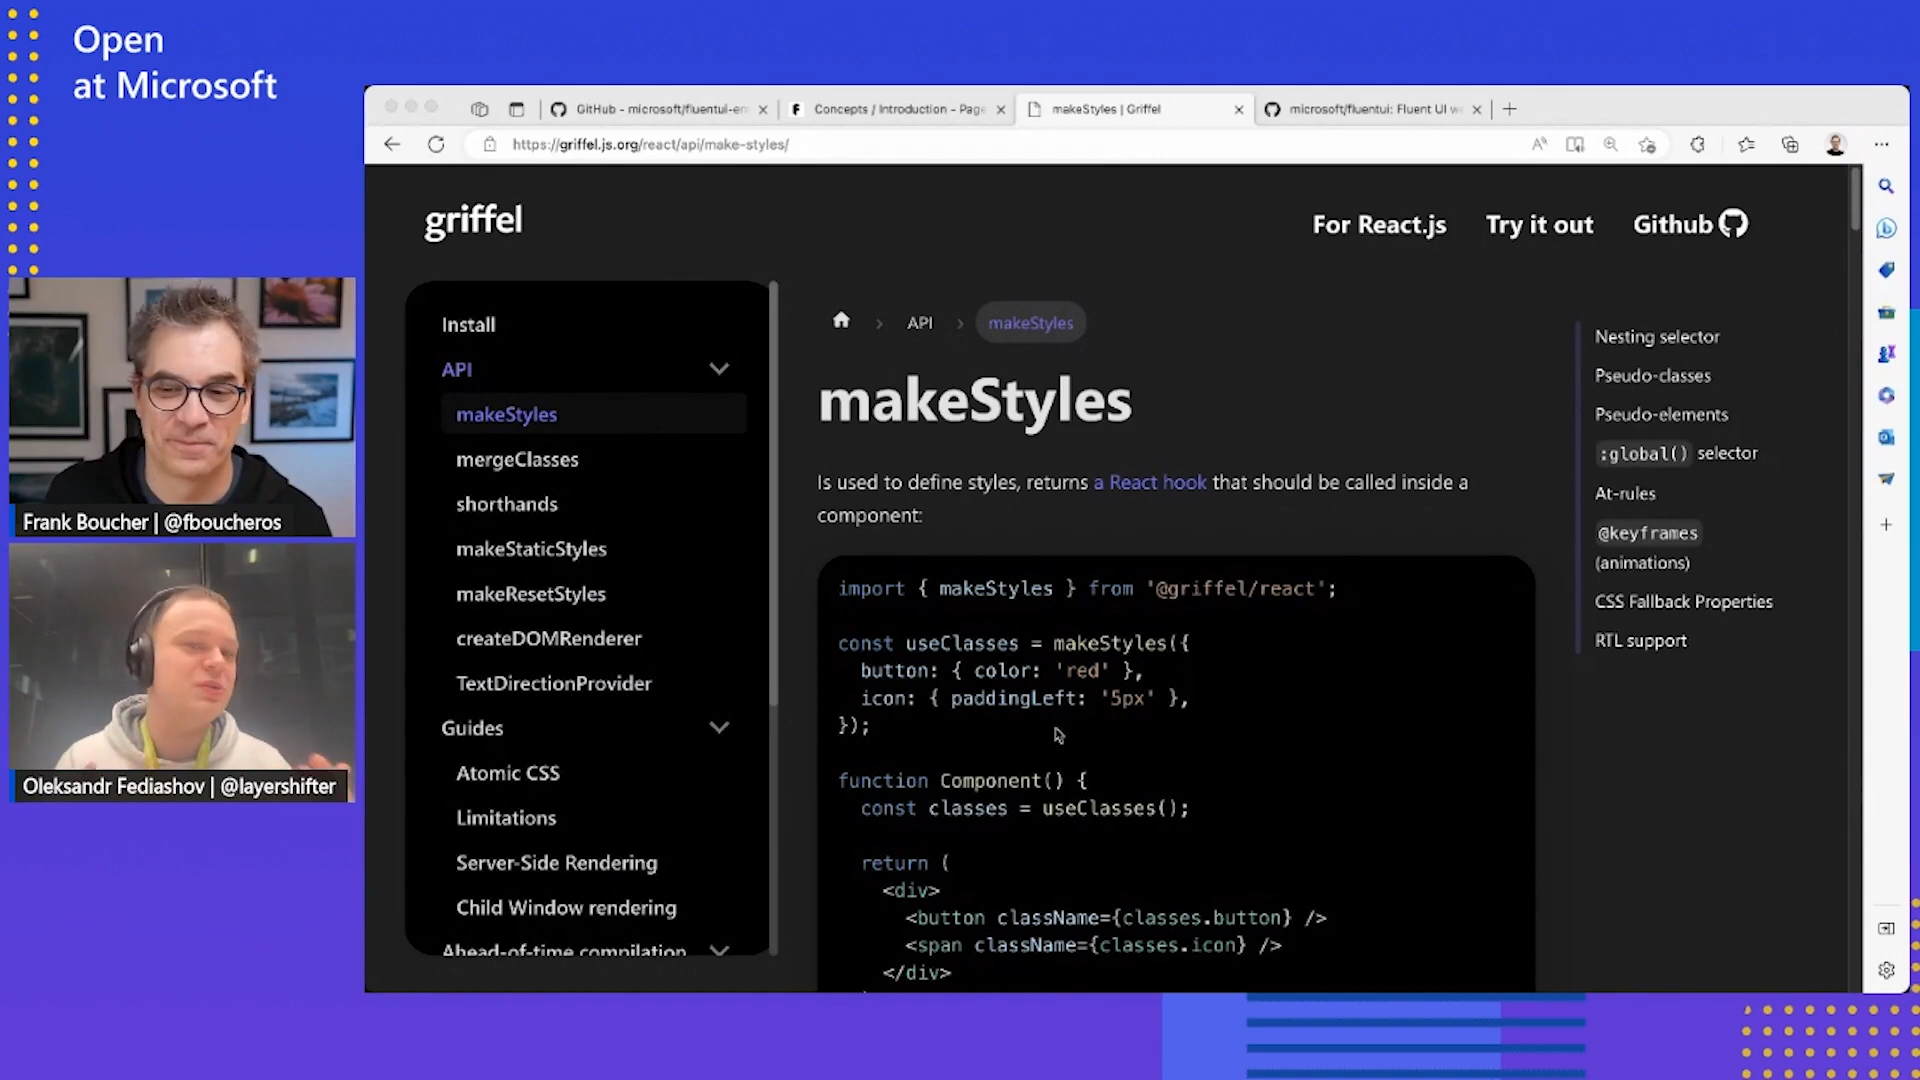 Open
at Microsoft
GitHub - microsoft/fluentui-em
Concepts / Introduction - Page
makeStyles | Griffel
microsoft/fluentui: Fluent UI w
https://griffel.js.org/react/api/make-styles/
griffel
For React.js
Try it out
Github
Install
API
makeStyles
mergeClasses
shorthands
makeStaticStyles
makeResetStyles
createDOMRenderer
TextDirectionProvider
Guides
Atomic CSS
Limitations
Server-Side Rendering
Child Window rendering
Ahead-of-time compilation
API
makeStyles
makeStyles
Is used to define styles, returns a React hook that should be called inside a
component:
import { makeStyles } from '@griffel/react';
const useClasses = makeStyles({
button: { color: 'red' },
icon: { paddingLeft: '5px' },
});
function Component() {
const classes = useClasses();
return (
<div>
<button className={classes.button} />
<span className={classes.icon} />
</div>
Nesting selector
Pseudo-classes
Pseudo-elements
:global() selector
At-rules
@keyframes
(animations)
CSS Fallback Properties
RTL support
Frank Boucher | @fboucheros
Oleksandr Fediashov | @layershifter